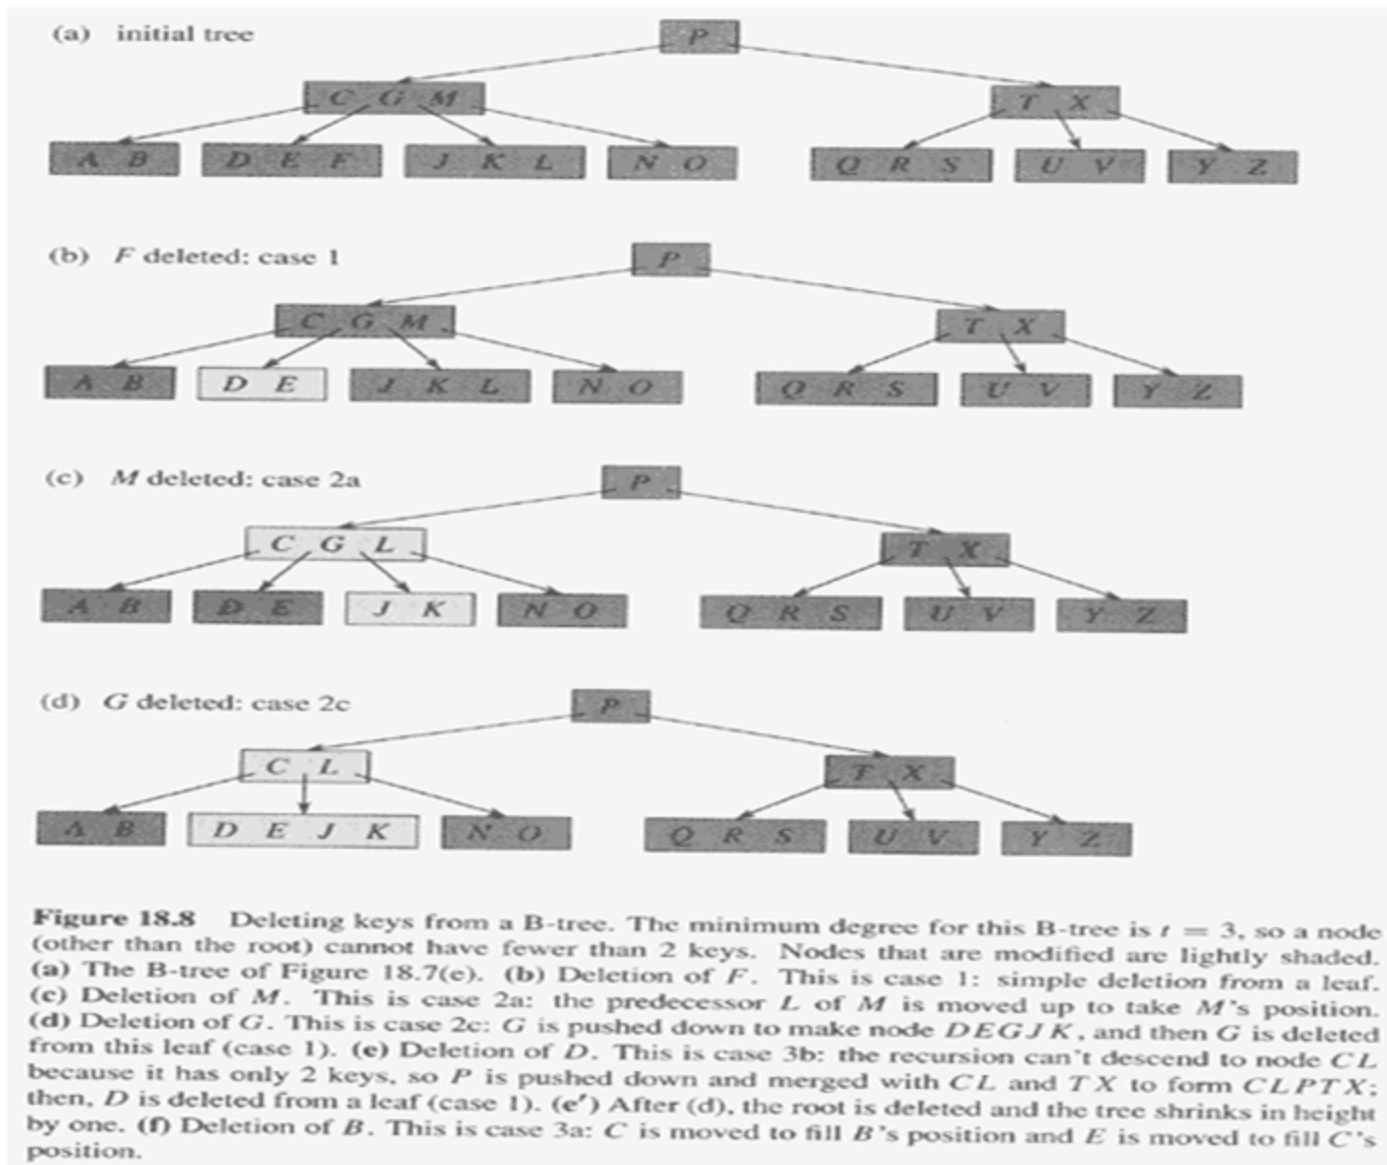 (a) initial tree
P
C G M
T X
A B
D E F
J K L
N O
Q R S
U V
Y Z
(b) F deleted: case 1
P
C G M
T X
A B
D E
J K L
N O
Q R S
U V
Y Z
(c) M deleted: case 2a
P
C G L
T X
A B
D E
J K
N O
Q R S
U V
Y Z
(d) G deleted: case 2c
P
C L
T X
A B
D E J K
N O
Q R S
U V
Y Z
Figure 18.8 Deleting keys from a B-tree. The minimum degree for this B-tree is t = 3, so a node
(other than the root) cannot have fewer than 2 keys. Nodes that are modified are lightly shaded.
(a) The B-tree of Figure 18.7(e). (b) Deletion of F. This is case 1: simple deletion from a leaf.
(c) Deletion of M. This is case 2a: the predecessor L of M is moved up to take M's position.
(d) Deletion of G. This is case 2c: G is pushed down to make node DEGJK, and then G is deleted
from this leaf (case 1). (e) Deletion of D. This is case 3b: the recursion can't descend to node CL
because it has only 2 keys, so P is pushed down and merged with CL and TX to form CLPTX;
then, D is deleted from a leaf (case 1). (e′) After (d), the root is deleted and the tree shrinks in height
by one. (f) Deletion of B. This is case 3a: C is moved to fill B's position and E is moved to fill C's
position.